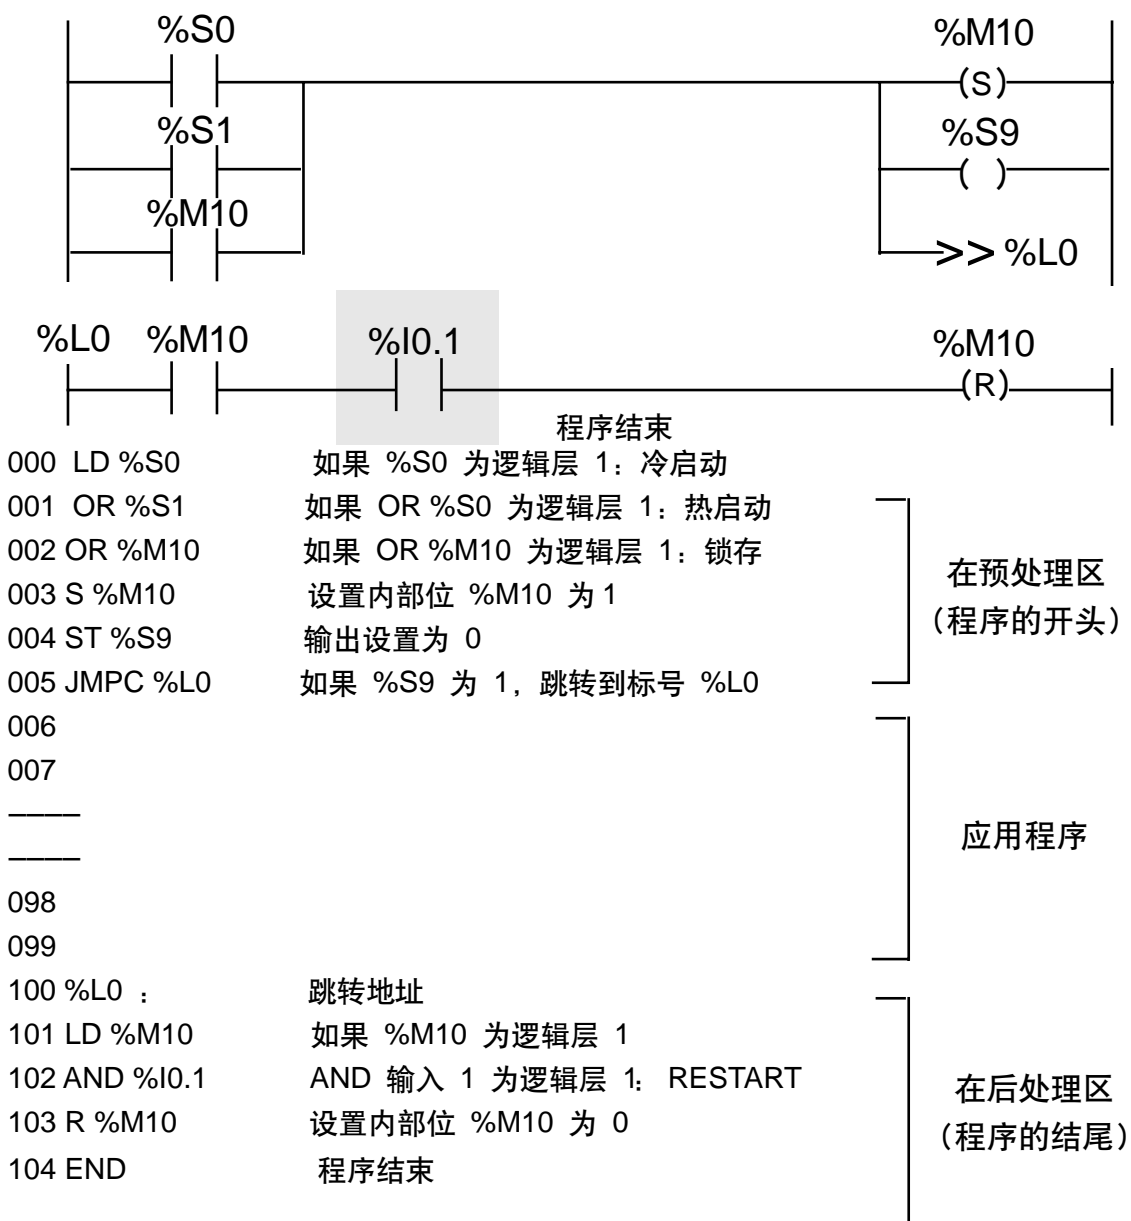 %S0
%M10
(S)
%S1
%S9
( )
%M10
>> %L0
%L0 %M10 %I0.1 %M10
(R)
程序结束
000 LD %S0 如果 %S0 为逻辑层 1：冷启动
001 OR %S1 如果 OR %S0 为逻辑层 1：热启动
002 OR %M10 如果 OR %M10 为逻辑层 1：锁存
003 S %M10 设置内部位 %M10 为 1
004 ST %S9 输出设置为 0
005 JMPC %L0 如果 %S9 为 1，跳转到标号 %L0
在预处理区
（程序的开头）
006
007
––––
––––
098
099
应用程序
100 %L0 ： 跳转地址
101 LD %M10 如果 %M10 为逻辑层 1
102 AND %I0.1 AND 输入 1 为逻辑层 1： RESTART
103 R %M10 设置内部位 %M10 为 0
104 END 程序结束
在后处理区
（程序的结尾）